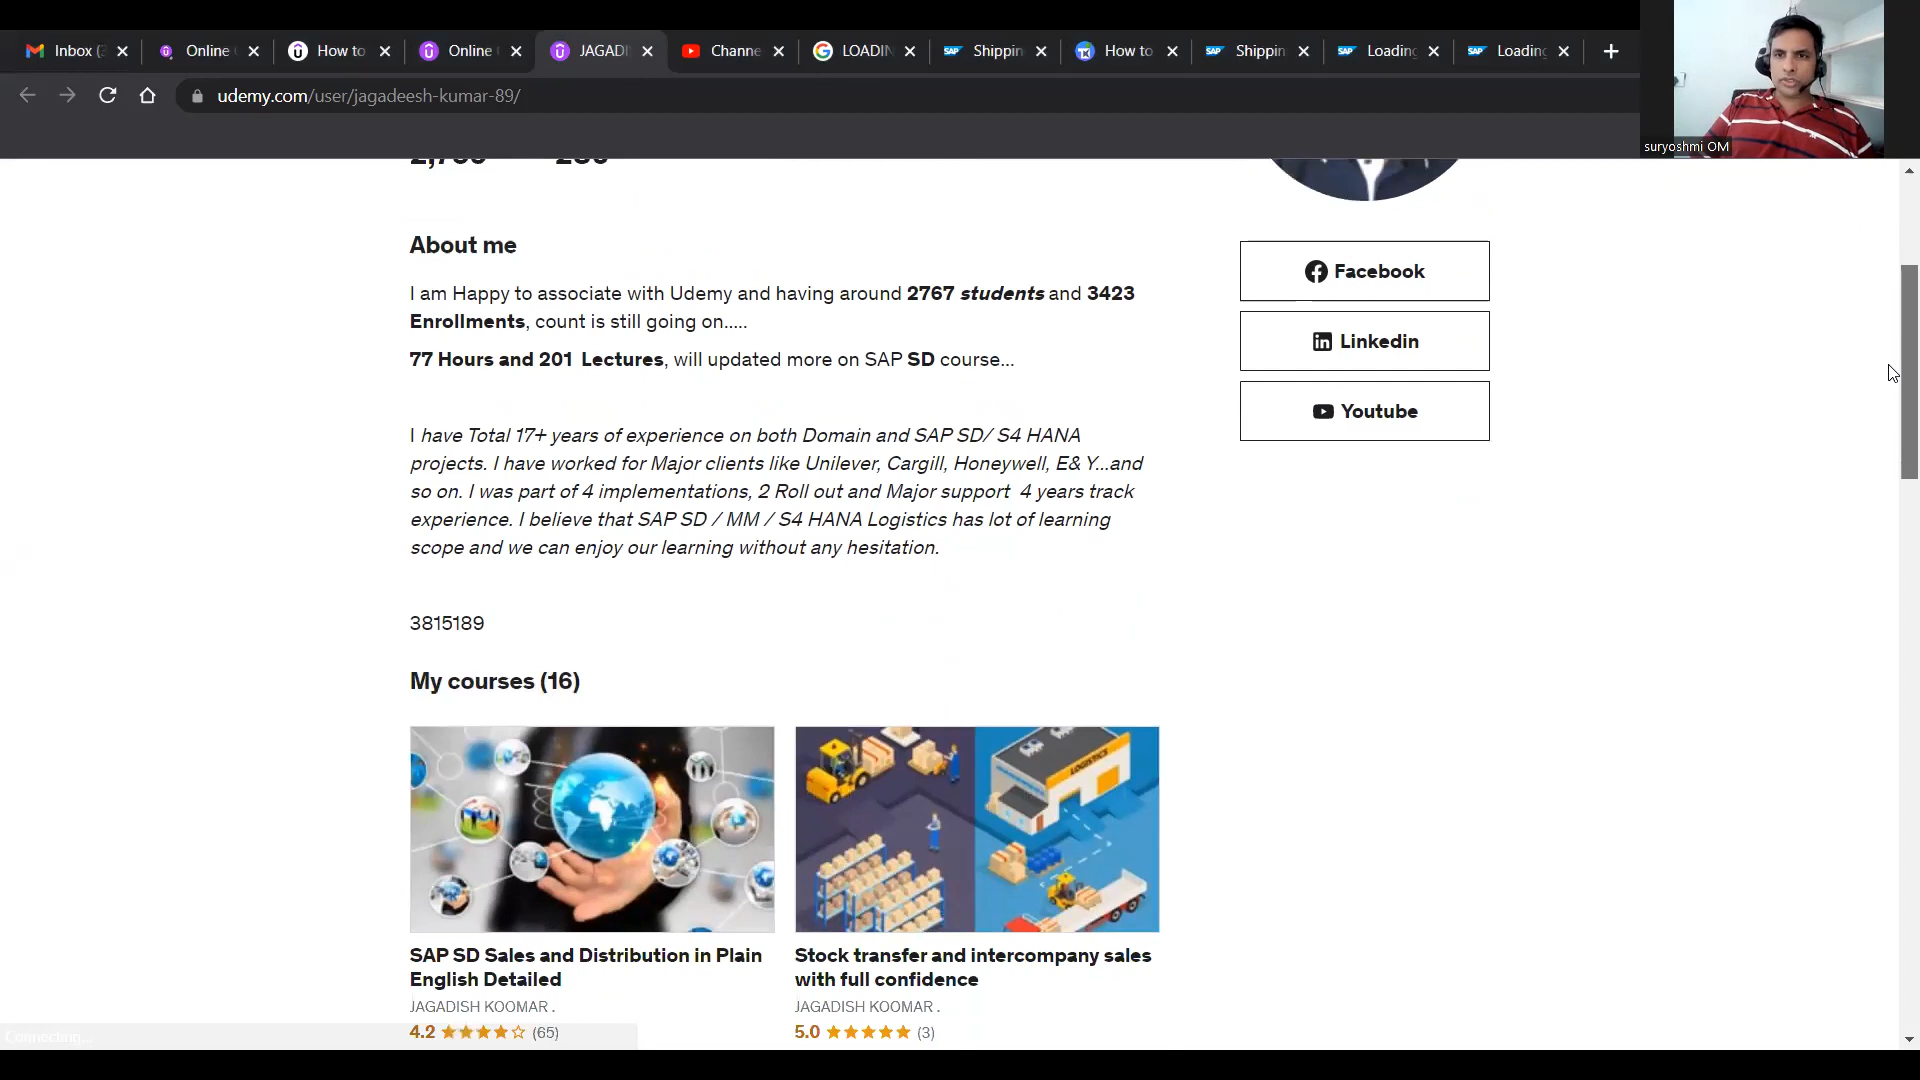 Inbox (
Online
How to
Online
JAGADI
Channe
LOADIN
SAP Shippin
How to
SAP Shippin
SAP Loading
SAP Loading
udemy.com/user/jagadeesh-kumar-89/
suryoshmi OM
About me
I am Happy to associate with Udemy and having around 2767 students and 3423
Enrollments, count is still going on.....
77 Hours and 201 Lectures, will updated more on SAP SD course...
I have Total 17+ years of experience on both Domain and SAP SD/ S4 HANA
projects. I have worked for Major clients like Unilever, Cargill, Honeywell, E& Y...and
so on. I was part of 4 implementations, 2 Roll out and Major support 4 years track
experience. I believe that SAP SD / MM / S4 HANA Logistics has lot of learning
scope and we can enjoy our learning without any hesitation.
3815189
Facebook
Linkedin
Youtube
My courses (16)
LOGISTICS
SAP SD Sales and Distribution in Plain
English Detailed
JAGADISH KOOMAR .
4.2 (65)
Stock transfer and intercompany sales
with full confidence
JAGADISH KOOMAR .
5.0 (3)
Connecting...